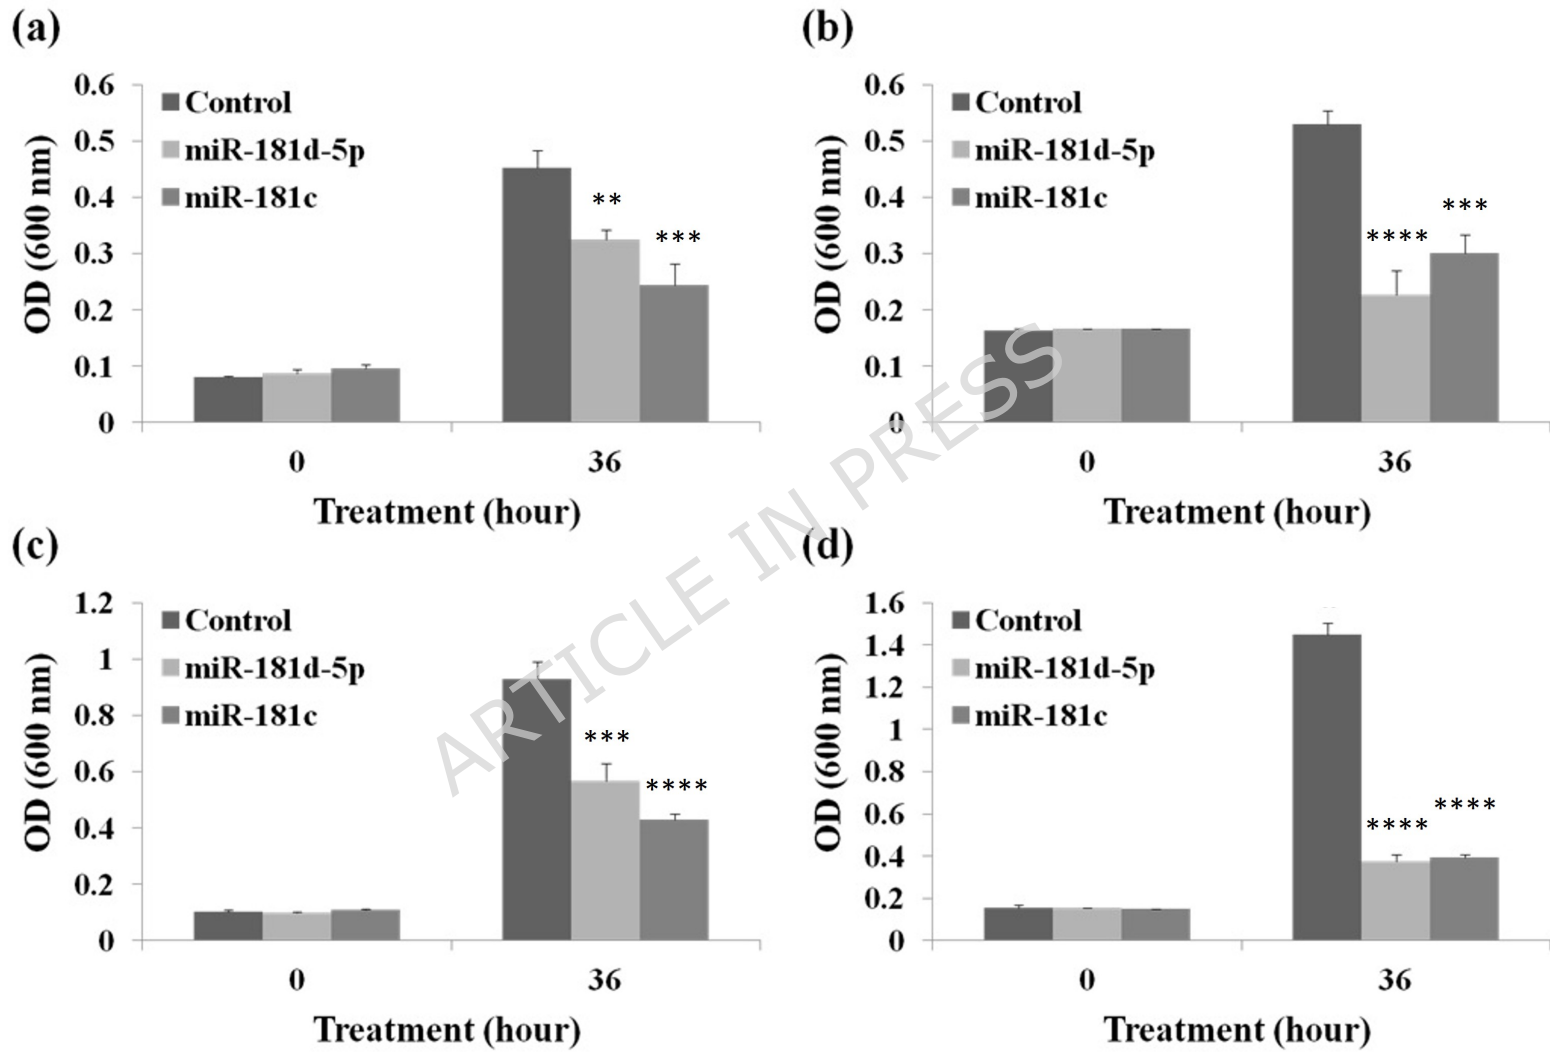 (a)
0.6
0.5
0.4
0.3
0.2
0.1
0
OD (600 nm)
Control
miR-181d-5p
miR-181c
**
***
0
36
Treatment (hour)
(b)
0.6
0.5
0.4
0.3
0.2
0.1
0
OD (600 nm)
Control
miR-181d-5p
miR-181c
****
***
0
36
Treatment (hour)
(c)
1.2
1
0.8
0.6
0.4
0.2
0
OD (600 nm)
Control
miR-181d-5p
miR-181c
***
****
0
36
Treatment (hour)
(d)
1.6
1.4
1.2
1
0.8
0.6
0.4
0.2
0
OD (600 nm)
Control
miR-181d-5p
miR-181c
****
****
0
36
Treatment (hour)
ARTICLE IN PRESS